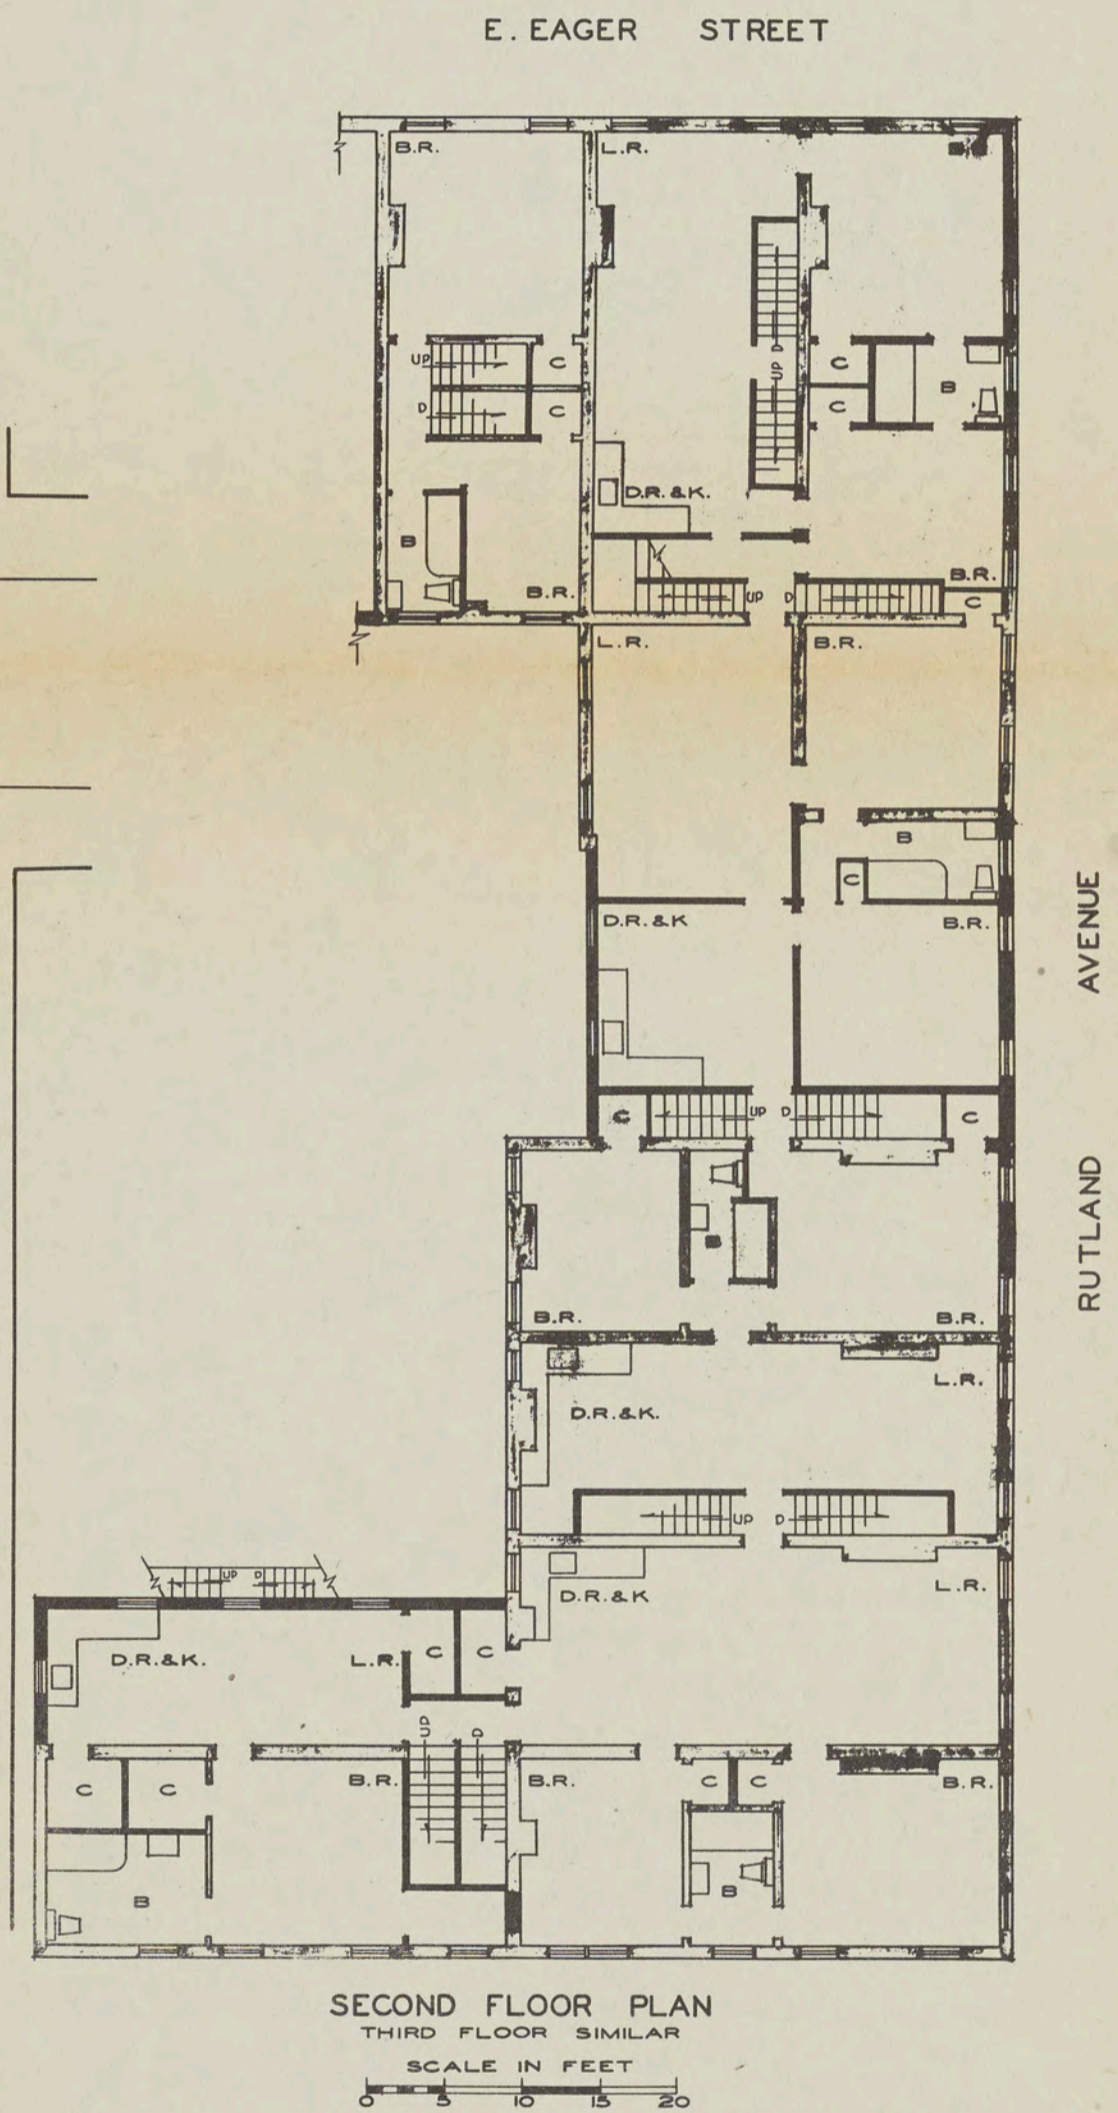 E. EAGER STREET
B.R.
L.R.
UP
C
D
UP
C
D
C
C
B
D.R. & K.
B
B.R.
B.R.
UP
D
C
L.R.
B.R.
B
C
D.R. & K
B.R.
AVENUE
C
UP
D
C
RUTLAND
B.R.
B.R.
L.R.
D.R. & K.
UP
D
D.R. & K
L.R.
UP
D
D.R. & K.
L.R.
C
C
UP
D
C
C
B.R.
B.R.
C
C
B.R.
B
B
SECOND FLOOR PLAN
THIRD FLOOR SIMILAR
SCALE IN FEET
0 5 10 15 20